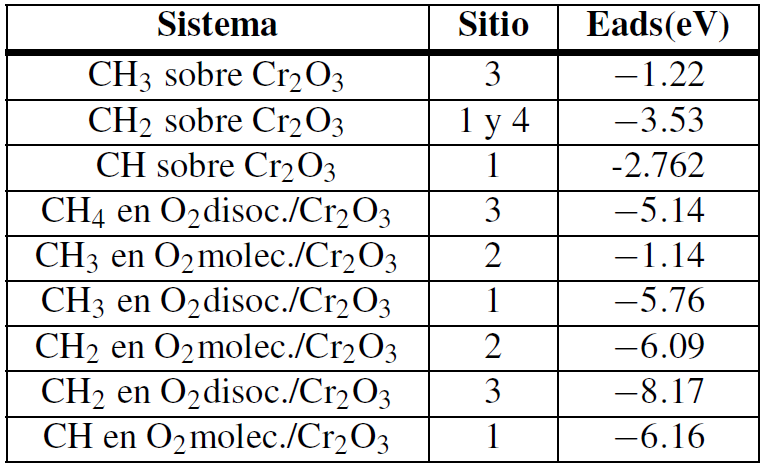 Sistema Sitio Eads(eV)
CH₃ sobre Cr₂O₃ 3 −1.22
CH₂ sobre Cr₂O₃ 1 y 4 −3.53
CH sobre Cr₂O₃ 1 -2.762
CH₄ en O₂disoc./Cr₂O₃ 3 −5.14
CH₃ en O₂molec./Cr₂O₃ 2 −1.14
CH₃ en O₂disoc./Cr₂O₃ 1 −5.76
CH₂ en O₂molec./Cr₂O₃ 2 −6.09
CH₂ en O₂disoc./Cr₂O₃ 3 −8.17
CH en O₂molec./Cr₂O₃ 1 −6.16